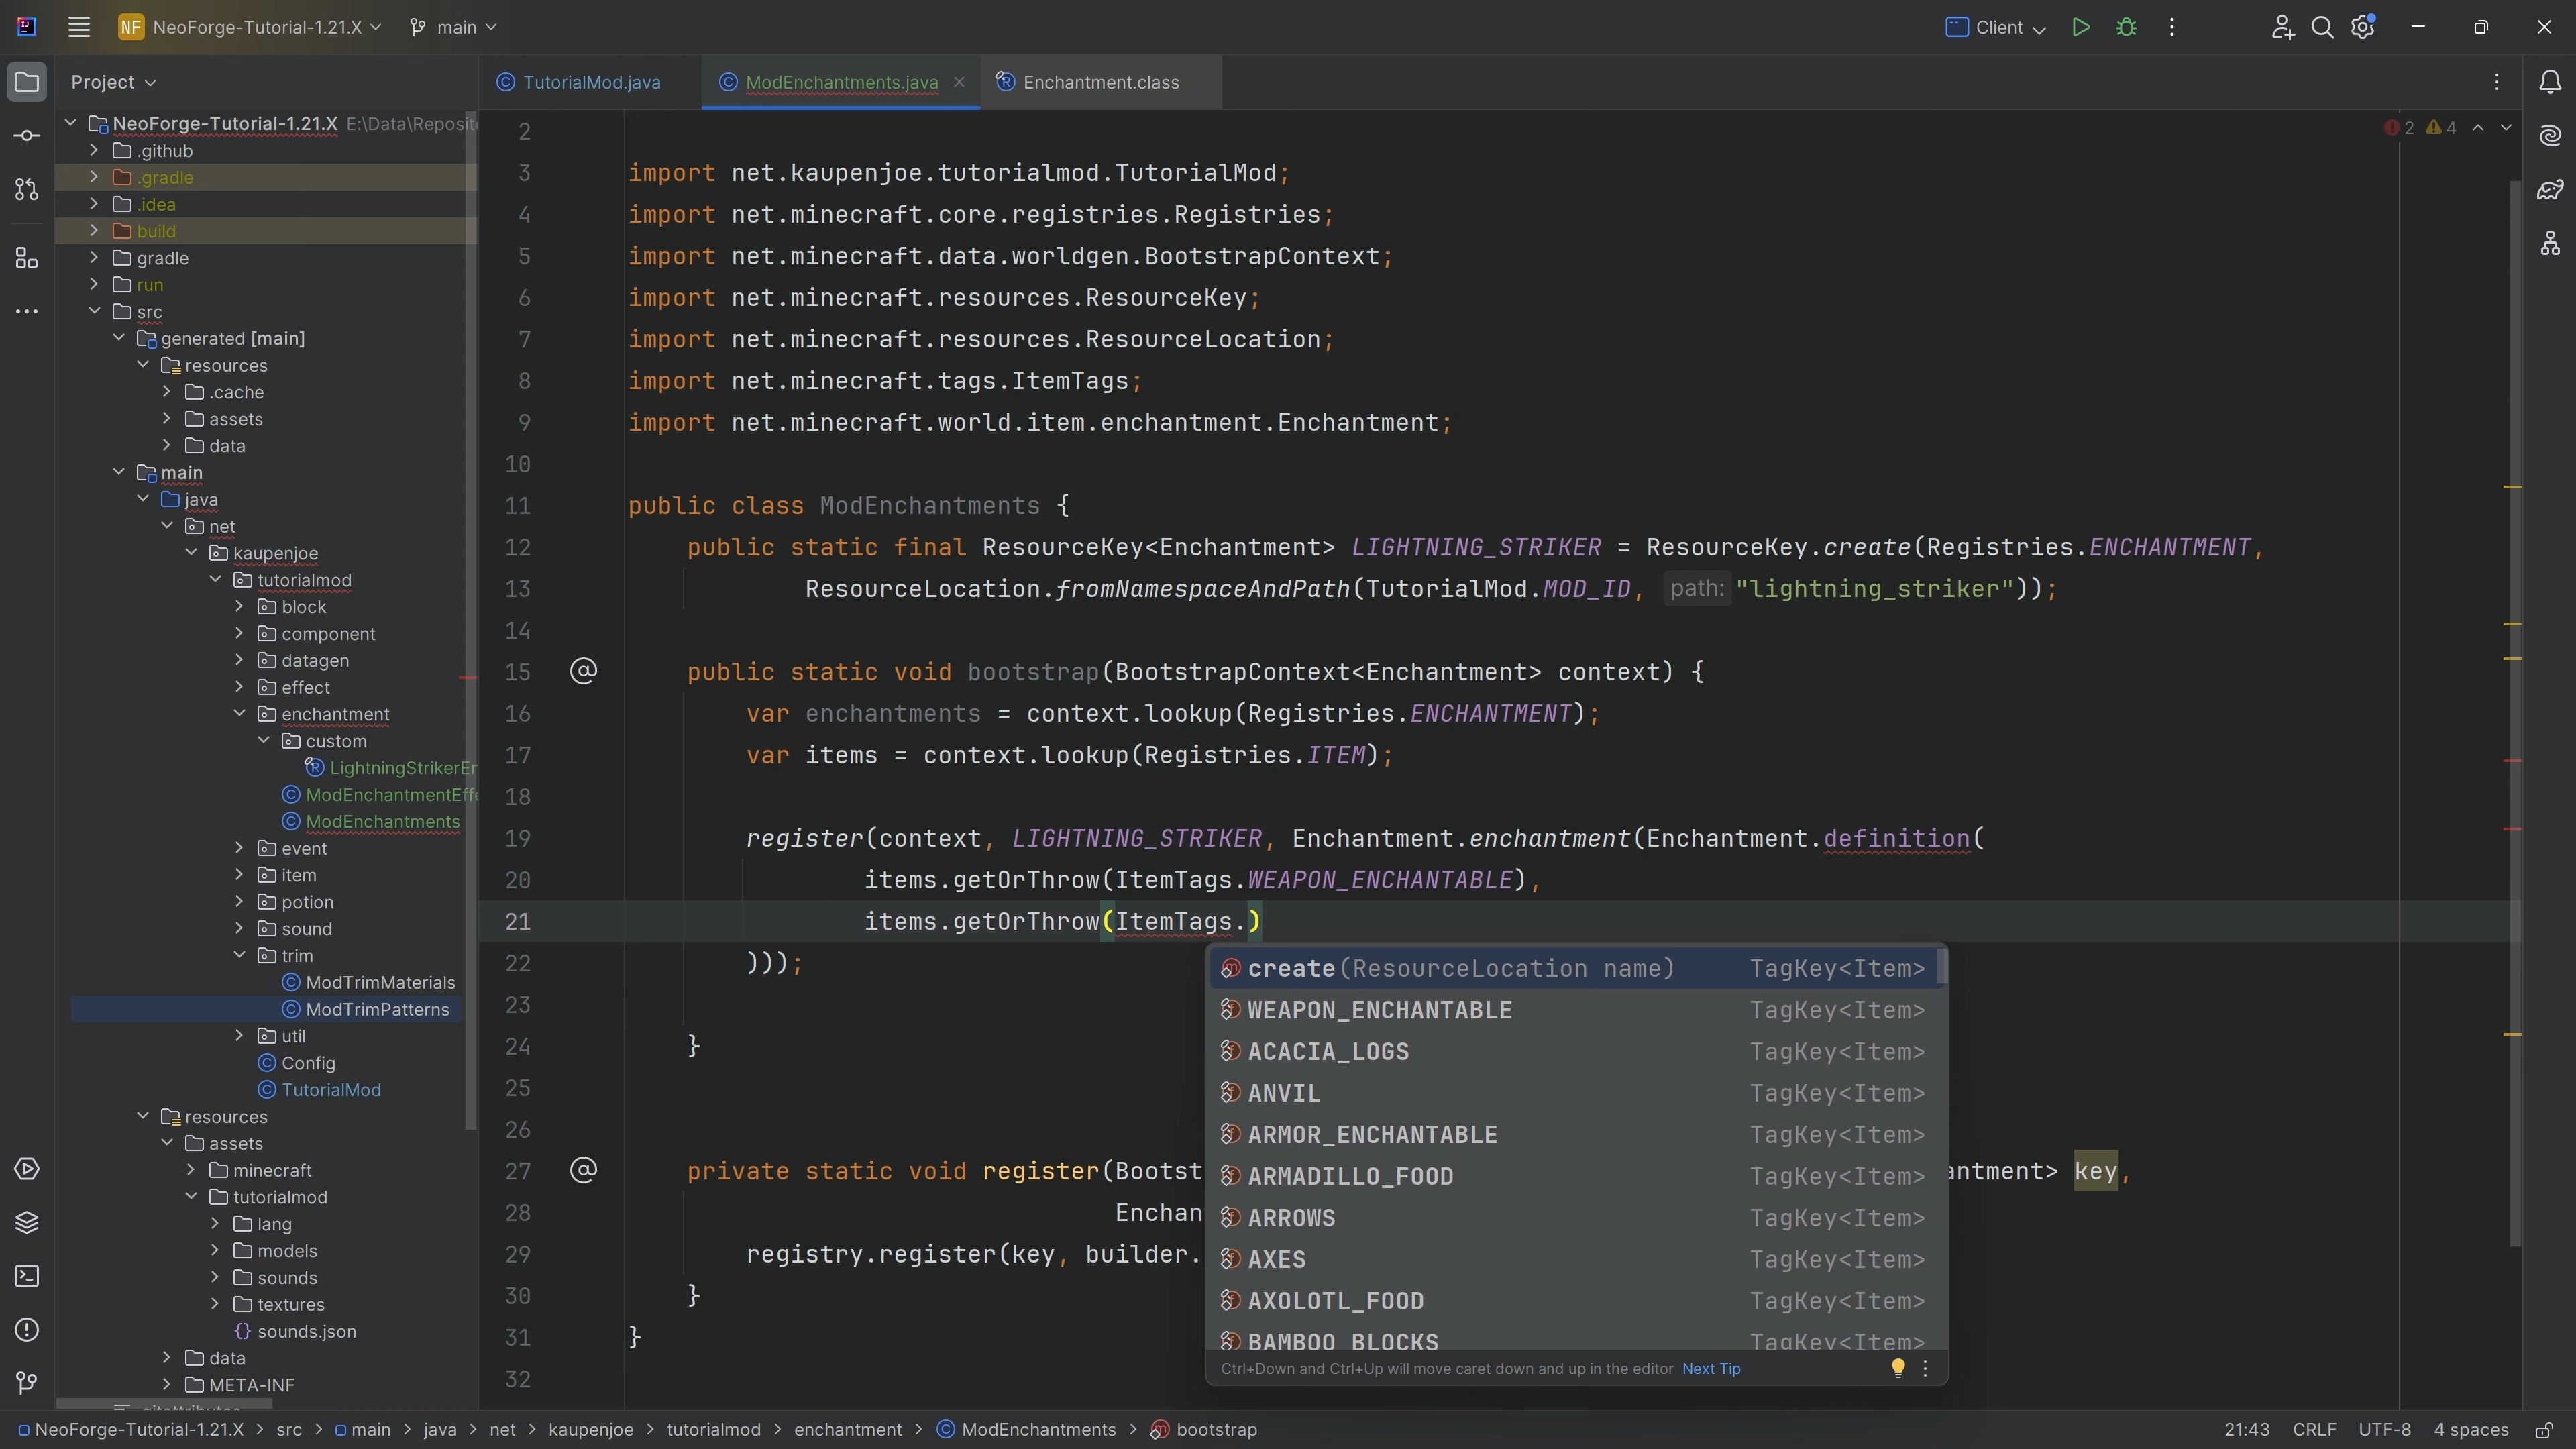 NF NeoForge-Tutorial-1.21.X main Client
Project
TutorialMod.java ModEnchantments.java Enchantment.class
NeoForge-Tutorial-1.21.X E:\Data\Reposit
.github
.gradle
.idea
build
gradle
run
src
generated [main]
resources
.cache
assets
data
main
java
net
kaupenjoe
tutorialmod
block
component
datagen
effect
enchantment
custom
LightningStrikerEr
ModEnchantmentEffe
ModEnchantments
event
item
potion
sound
trim
ModTrimMaterials
ModTrimPatterns
util
Config
TutorialMod
resources
assets
minecraft
tutorialmod
lang
models
sounds
textures
sounds.json
data
META-INF
2 4
2
3 import net.kaupenjoe.tutorialmod.TutorialMod;
4 import net.minecraft.core.registries.Registries;
5 import net.minecraft.data.worldgen.BootstrapContext;
6 import net.minecraft.resources.ResourceKey;
7 import net.minecraft.resources.ResourceLocation;
8 import net.minecraft.tags.ItemTags;
9 import net.minecraft.world.item.enchantment.Enchantment;
10
11 public class ModEnchantments {
12 public static final ResourceKey<Enchantment> LIGHTNING_STRIKER = ResourceKey.create(Registries.ENCHANTMENT,
13 ResourceLocation.fromNamespaceAndPath(TutorialMod.MOD_ID, path: "lightning_striker"));
14
15 @ public static void bootstrap(BootstrapContext<Enchantment> context) {
16 var enchantments = context.lookup(Registries.ENCHANTMENT);
17 var items = context.lookup(Registries.ITEM);
18
19 register(context, LIGHTNING_STRIKER, Enchantment.enchantment(Enchantment.definition(
20 items.getOrThrow(ItemTags.WEAPON_ENCHANTABLE),
21 items.getOrThrow(ItemTags.)
22 )));
23
24 }
25
26
27 @ private static void register(Bootst antment> key,
28 Enchan
29 registry.register(key, builder.
30 }
31 }
32
create(ResourceLocation name) TagKey<Item>
WEAPON_ENCHANTABLE TagKey<Item>
ACACIA_LOGS TagKey<Item>
ANVIL TagKey<Item>
ARMOR_ENCHANTABLE TagKey<Item>
ARMADILLO_FOOD TagKey<Item>
ARROWS TagKey<Item>
AXES TagKey<Item>
AXOLOTL_FOOD TagKey<Item>
BAMBOO_BLOCKS TagKey<Item>
Ctrl+Down and Ctrl+Up will move caret down and up in the editor Next Tip
NeoForge-Tutorial-1.21.X > src > main > java > net > kaupenjoe > tutorialmod > enchantment > ModEnchantments > bootstrap 21:43 CRLF UTF-8 4 spaces